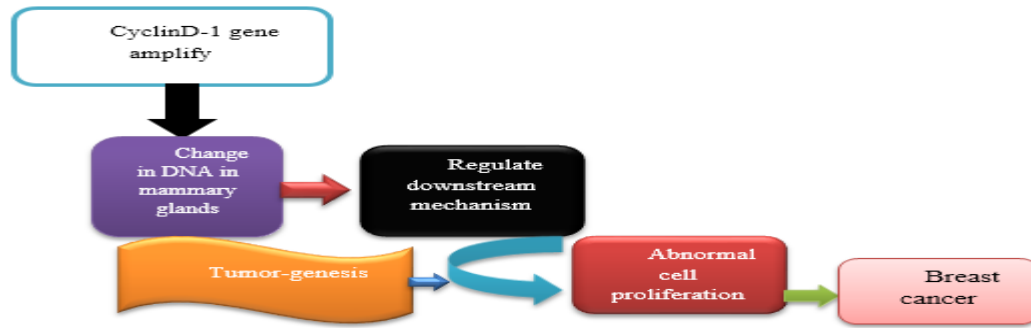 CyclinD-1 gene
amplify
Change
in DNA in
mammary
glands
Regulate
downstream
mechanism
Tumor-genesis
Abnormal
cell
proliferation
Breast
cancer